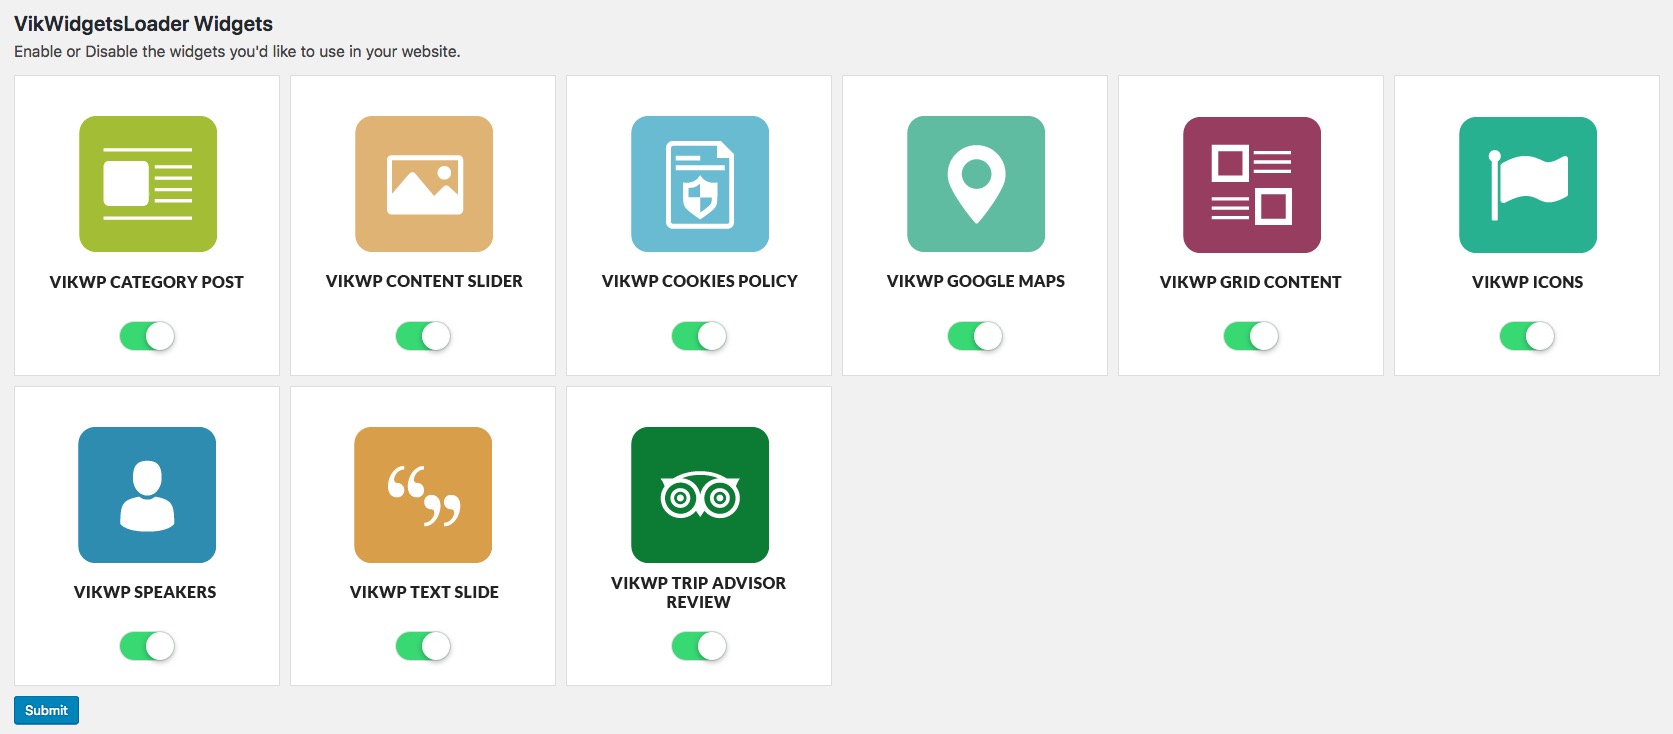 VikWidgetsLoader Widgets
Enable or Disable the widgets you'd like to use in your website.
VIKWP CATEGORY POST
VIKWP CONTENT SLIDER
VIKWP COOKIES POLICY
VIKWP GOOGLE MAPS
VIKWP GRID CONTENT
VIKWP ICONS
VIKWP SPEAKERS
VIKWP TEXT SLIDE
VIKWP TRIP ADVISOR
REVIEW
Submit